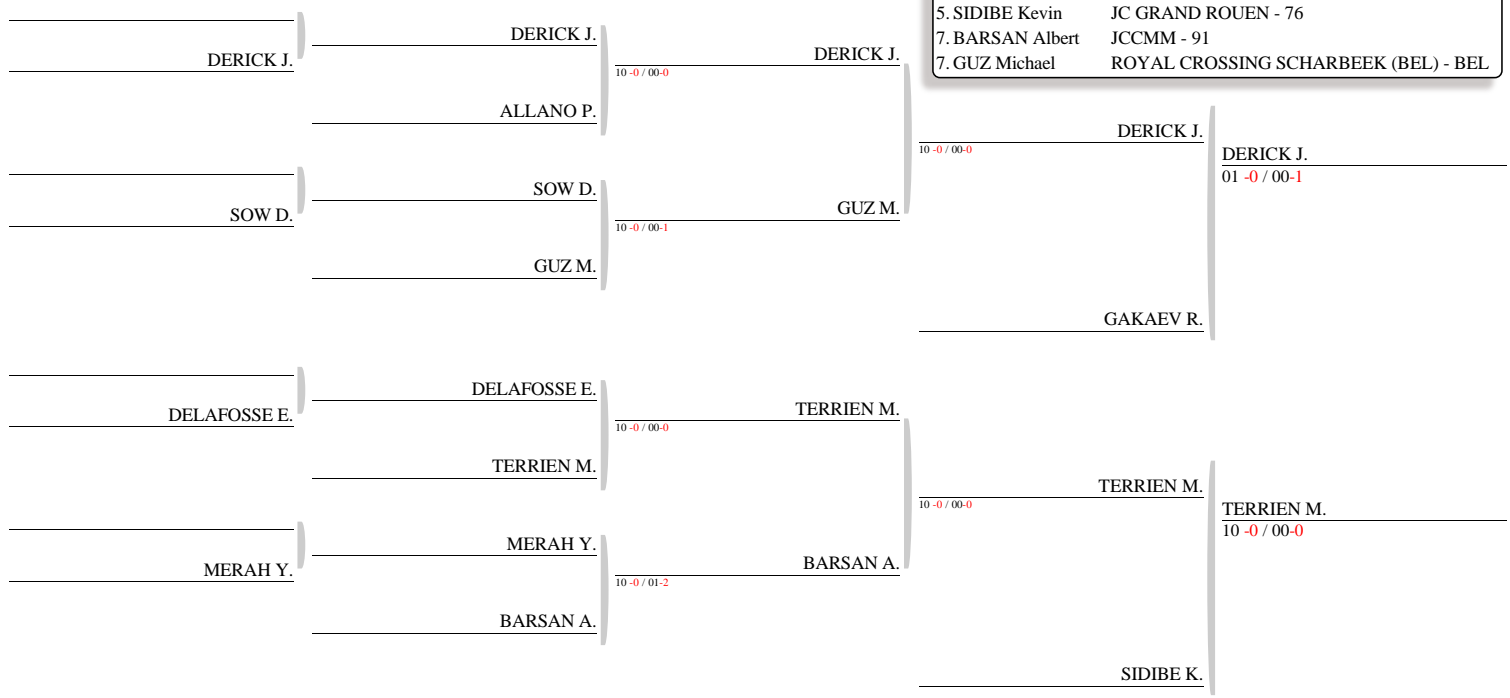 5. SIDIBE Kevin JC GRAND ROUEN - 76
7. BARSAN Albert JCCMM - 91
7. GUZ Michael ROYAL CROSSING SCHARBEEK (BEL) - BEL
DERICK J.
DERICK J.
ALLANO P.
DERICK J.
10 -0 / 00-0
SOW D.
SOW D.
GUZ M.
GUZ M.
10 -0 / 00-1
DERICK J.
10 -0 / 00-0
GAKAEV R.
DERICK J.
01 -0 / 00-1
DELAFOSSE E.
DELAFOSSE E.
TERRIEN M.
TERRIEN M.
10 -0 / 00-0
MERAH Y.
MERAH Y.
BARSAN A.
BARSAN A.
10 -0 / 01-2
TERRIEN M.
10 -0 / 00-0
SIDIBE K.
TERRIEN M.
10 -0 / 00-0